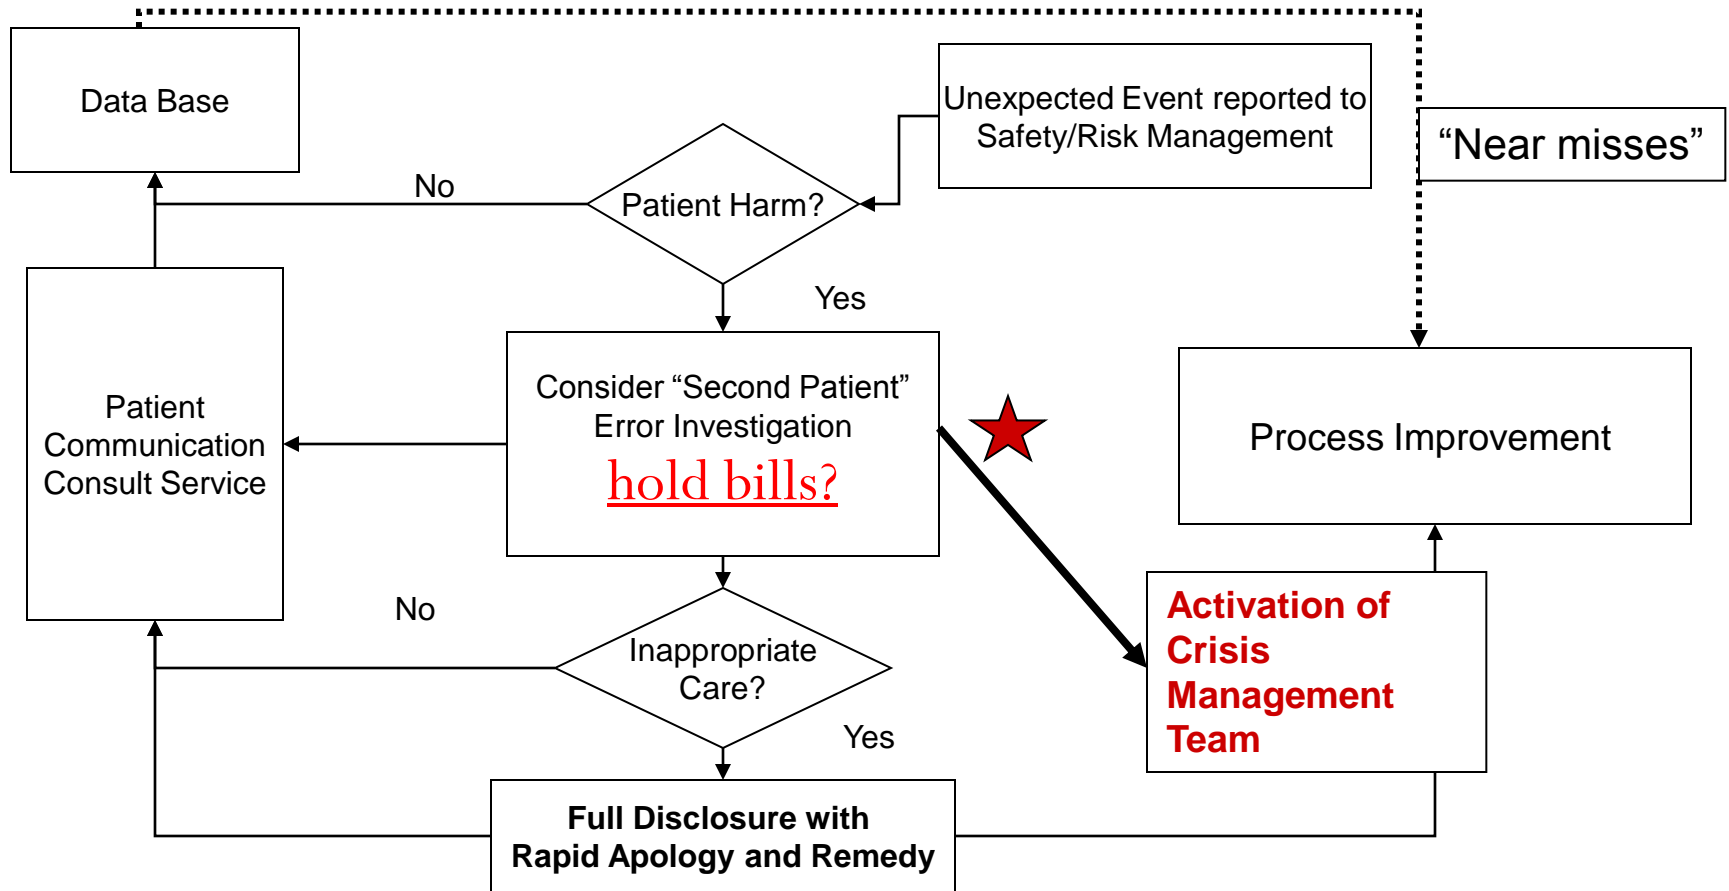 Data Base
Unexpected Event reported to
Safety/Risk Management
“Near misses”
No
Patient Harm?
Yes
Patient
Communication
Consult Service
Consider “Second Patient”
Error Investigation
hold bills?
Process Improvement
No
Inappropriate
Care?
Yes
Activation of
Crisis
Management
Team
Full Disclosure with
Rapid Apology and Remedy